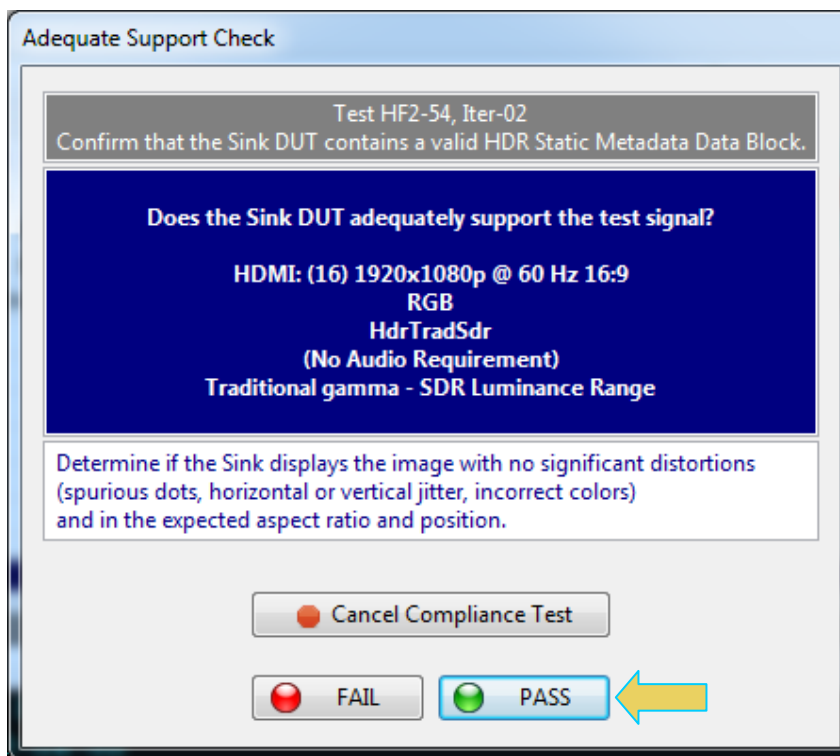 Adequate Support Check
Test HF2-54, Iter-02
Confirm that the Sink DUT contains a valid HDR Static Metadata Data Block.
Does the Sink DUT adequately support the test signal?
HDMI: (16) 1920x1080p @ 60 Hz 16:9
RGB
HdrTradSdr
(No Audio Requirement)
Traditional gamma - SDR Luminance Range
Determine if the Sink displays the image with no significant distortions
(spurious dots, horizontal or vertical jitter, incorrect colors)
and in the expected aspect ratio and position.
Cancel Compliance Test
FAIL PASS